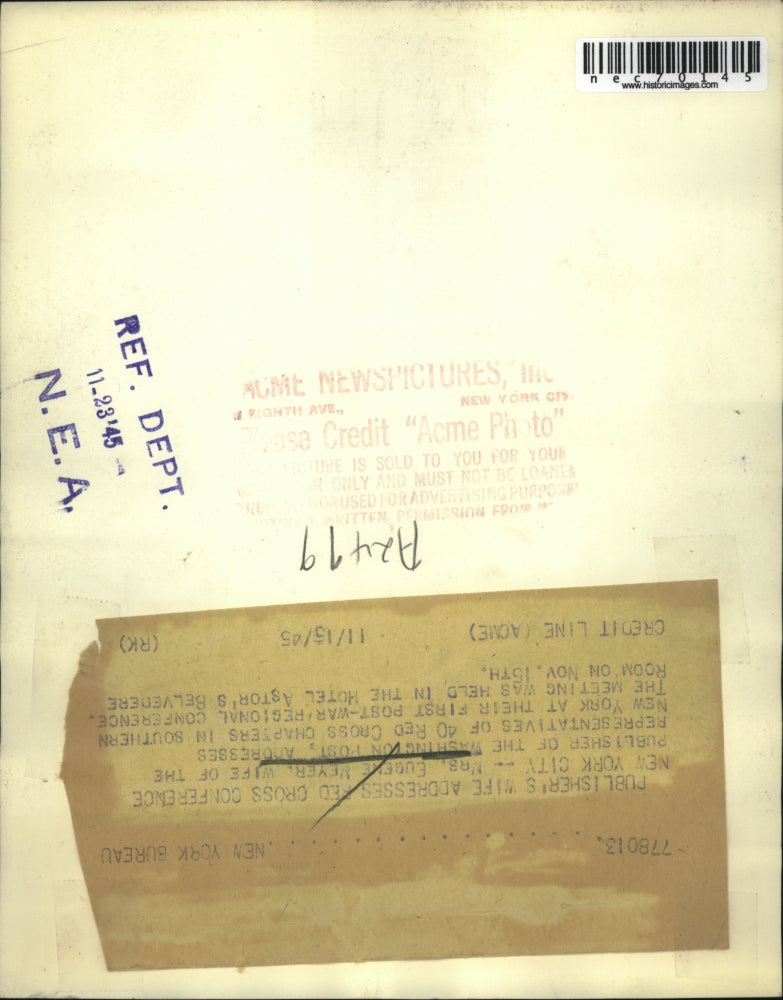 nec70145
www.historicimages.com
REF. DEPT.
11-23'45
N.E.A.
ACME NEWSPICTURES,
EIGHTH AVE., NEW YORK CITY
Please Credit "Acme Photo"
PICTURE IS SOLD TO YOU FOR YOUR
ONLY AND MUST NOT BE LOANED
OR USED FOR ADVERTISING PURPOSES
WRITTEN PERMISSION FROM
A2419
778013. NEW YORK BUREAU
PUBLISHER'S WIFE ADDRESSES RED CROSS CONFERENCE
NEW YORK CITY -- MRS. EUGENE MEYER, WIFE OF THE
PUBLISHER OF THE WASHINGTON POST, ADDRESSES
REPRESENTATIVES OF 40 RED CROSS CHAPTERS IN SOUTHERN
NEW YORK AT THEIR FIRST POST-WAR REGIONAL CONFERENCE.
THE MEETING WAS HELD IN THE HOTEL ASTOR'S BELVEDERE
ROOM ON NOV. 15TH.
CREDIT LINE (ACME) 11/15/45 (RK)